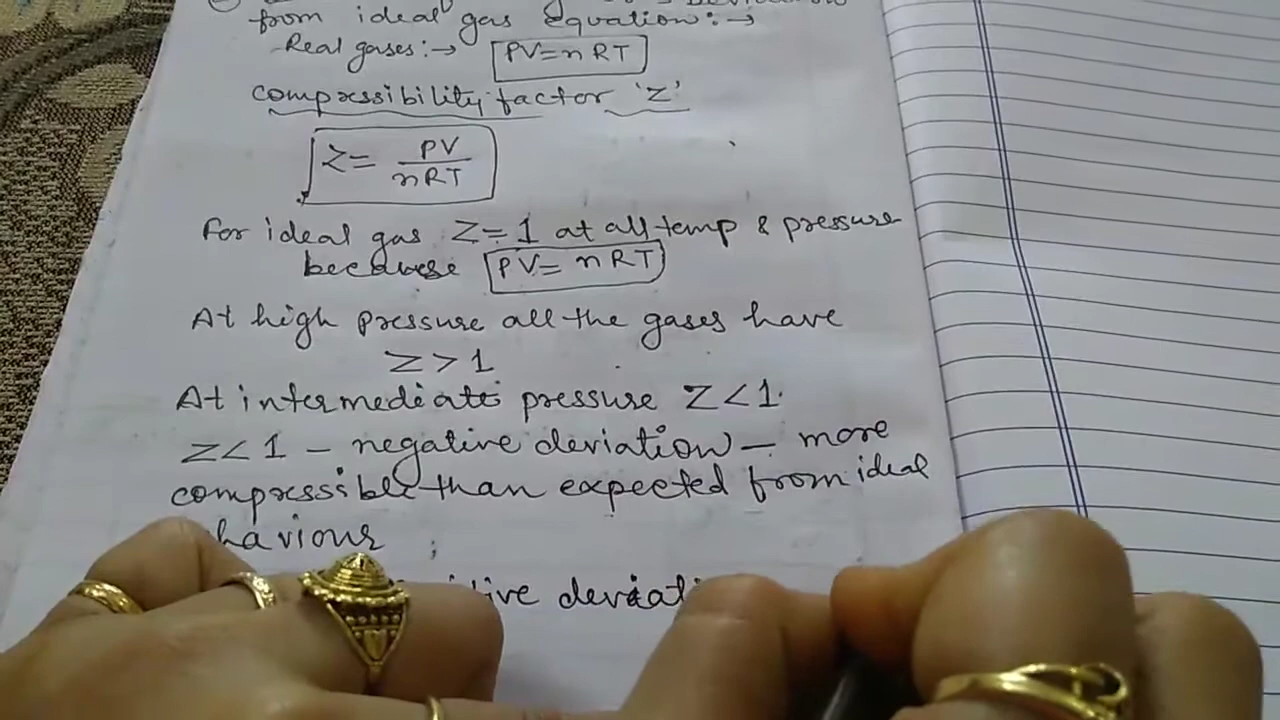 from ideal gas equation:→
Real gases:→ PV=nRT
compressibility factor 'Z'
Z= PV
nRT
for ideal gas Z=1 at all temp & pressure
because PV=nRT
At high pressure all the gases have
Z>1
At intermediate pressure Z<1.
Z<1 – negative deviation – more
compressible than expected from ideal
haviour